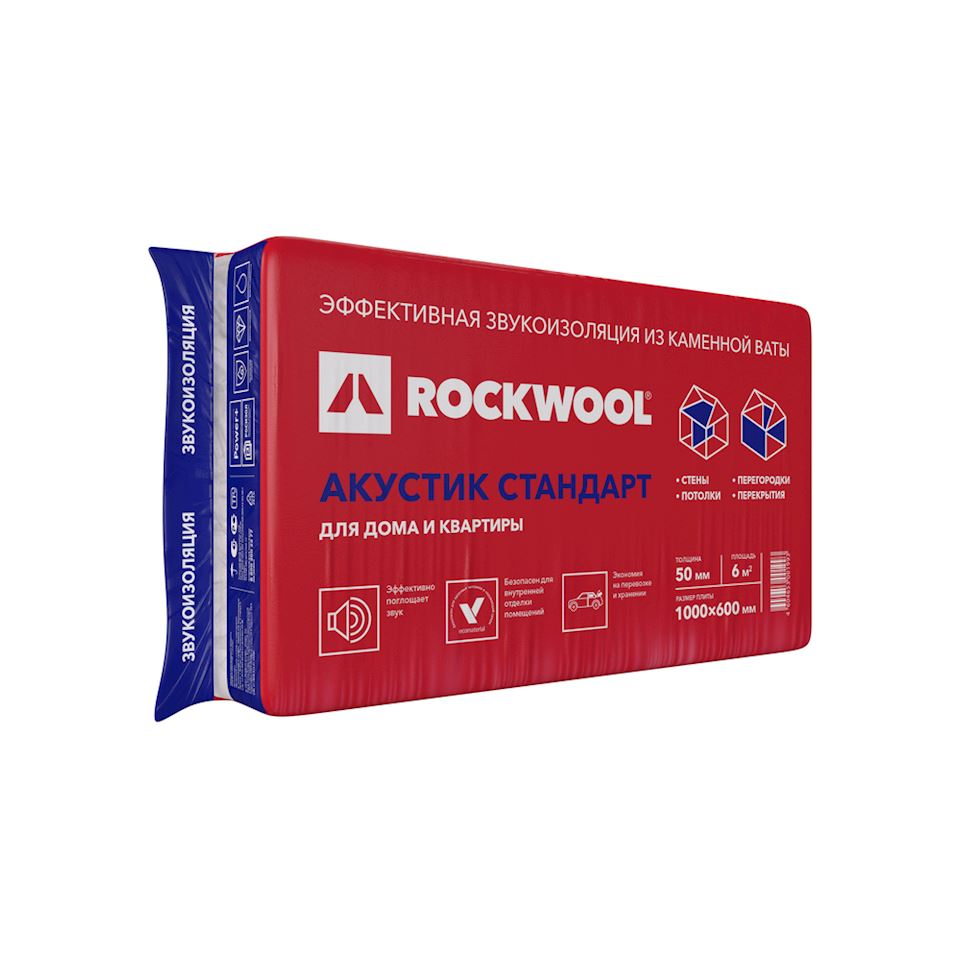 ЭФФЕКТИВНАЯ ЗВУКОИЗОЛЯЦИЯ ИЗ КАМЕННОЙ ВАТЫ
ROCKWOOL®
АКУСТИК СТАНДАРТ
ДЛЯ ДОМА И КВАРТИРЫ
• СТЕНЫ
• ПОТОЛКИ
• ПЕРЕГОРОДКИ
• ПЕРЕКРЫТИЯ
ТОЛЩИНА
50 ММ
ПЛОЩАДЬ
6 М²
РАЗМЕР ПЛИТЫ
1000×600 ММ
Эффективно
поглощает
звук
ecomaterial
Безопасен для
внутренней
отделки
помещений
Экономия
на перевозке
и хранении
ЗВУКОИЗОЛЯЦИЯ
ЗВУКОИЗОЛЯЦИЯ
Power+